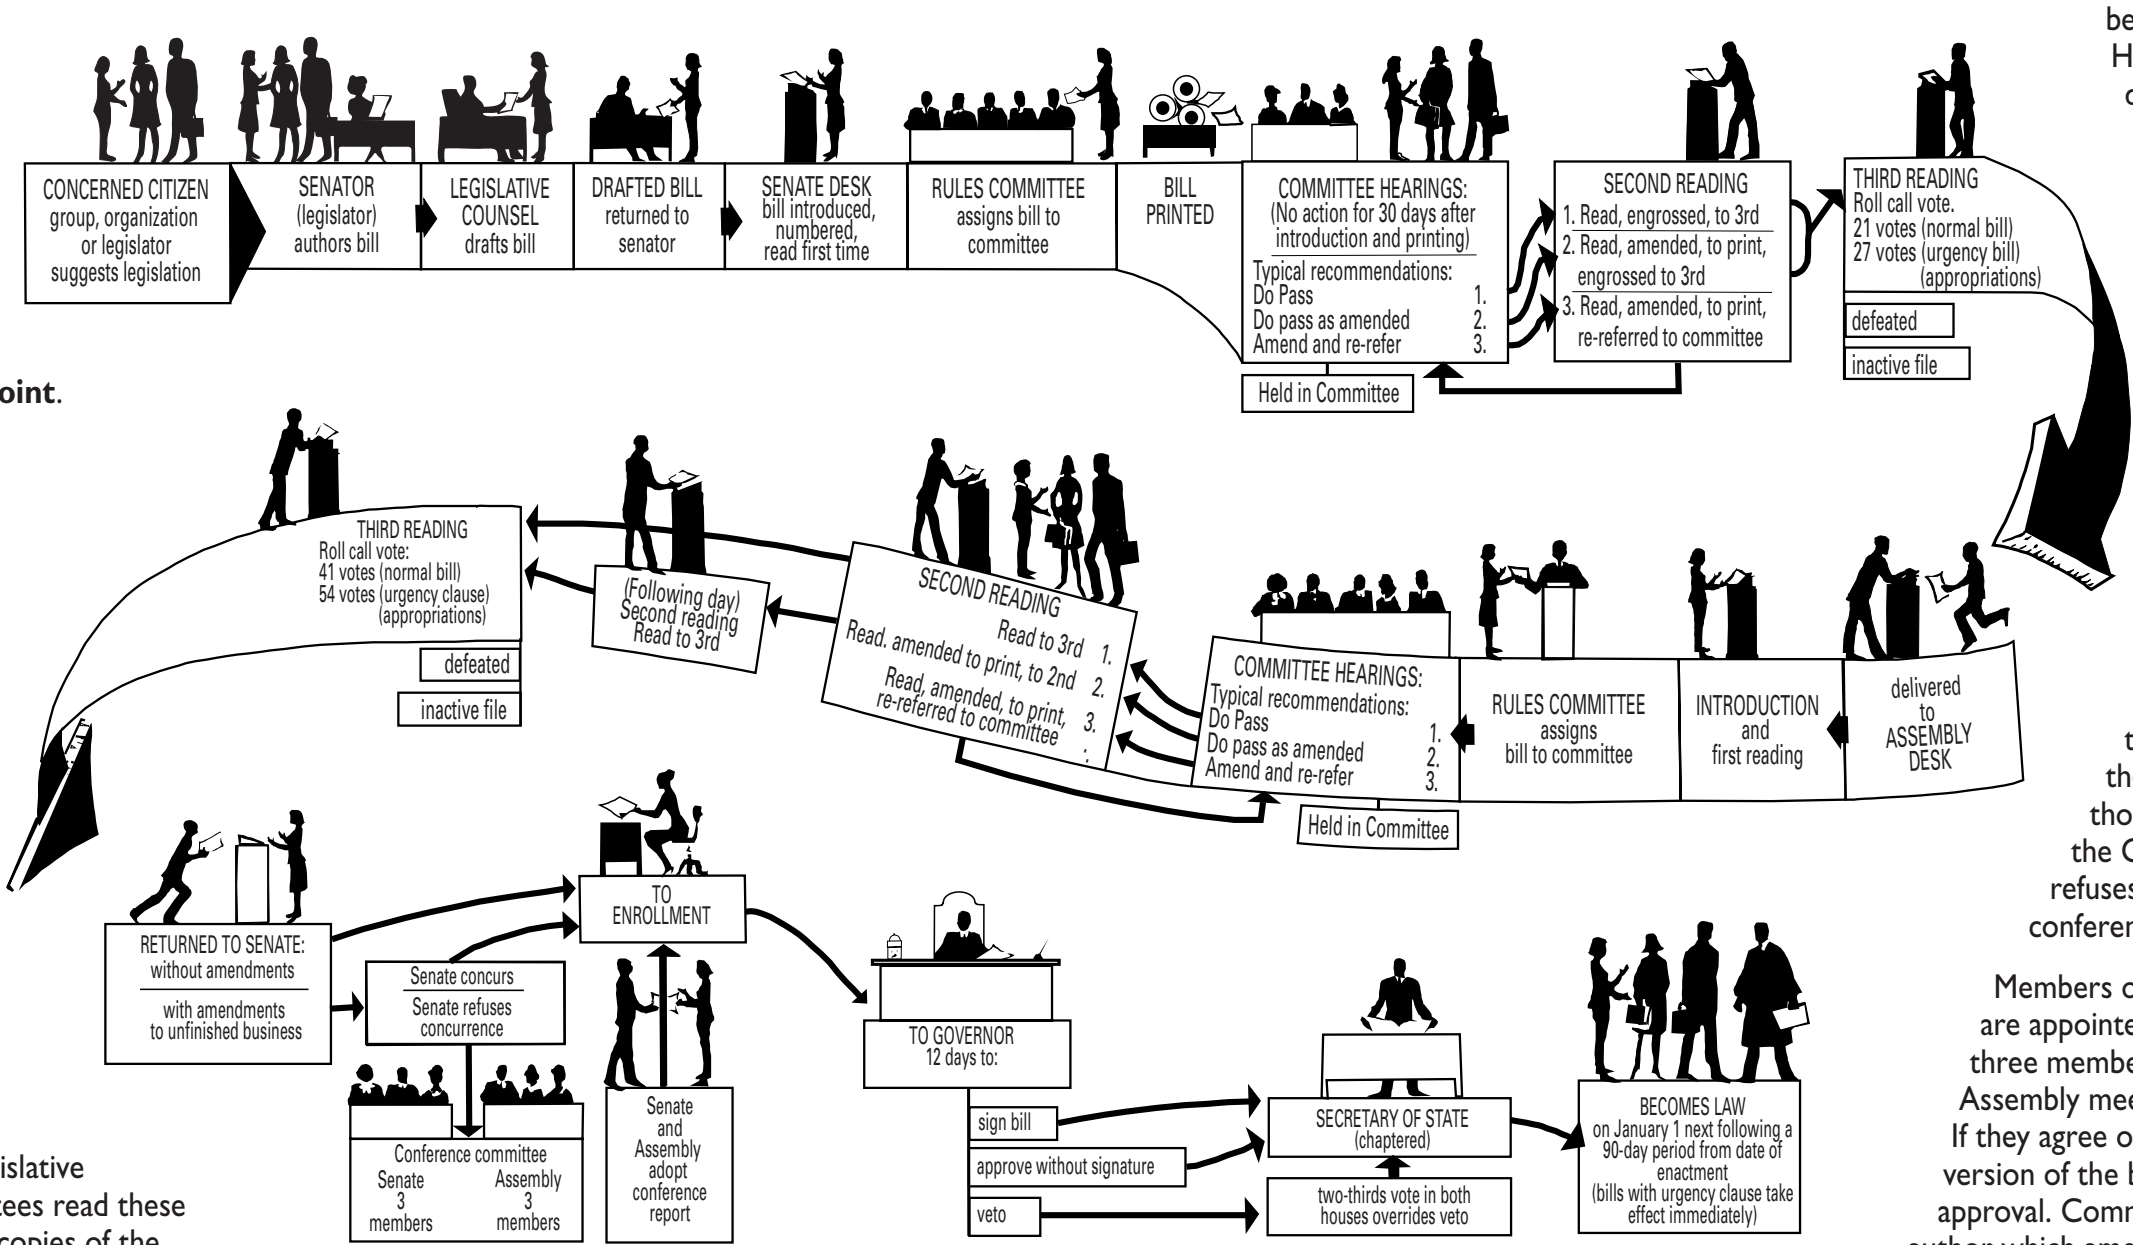 CONCERNED CITIZEN
group, organization
or legislator
suggests legislation
SENATOR
(legislator)
authors bill
LEGISLATIVE
COUNSEL
drafts bill
DRAFTED BILL
returned to
senator
SENATE DESK
bill introduced,
numbered,
read first time
RULES COMMITTEE
assigns bill to
committee
BILL
PRINTED
COMMITTEE HEARINGS:
(No action for 30 days after
introduction and printing)
Typical recommendations:
Do Pass 1.
Do pass as amended 2.
Amend and re-refer 3.
Held in Committee
SECOND READING
1. Read, engrossed, to 3rd
2. Read, amended, to print,
engrossed to 3rd
3. Read, amended, to print,
re-referred to committee
THIRD READING
Roll call vote.
21 votes (normal bill)
27 votes (urgency bill)
(appropriations)
defeated
inactive file
be
H
oint.
delivered
to
ASSEMBLY
DESK
INTRODUCTION
and
first reading
RULES COMMITTEE
assigns
bill to committee
COMMITTEE HEARINGS:
Typical recommendations:
Do Pass 1.
Do pass as amended 2.
Amend and re-refer 3.
Held in Committee
SECOND READING
Read to 3rd 1.
Read. amended to print, to 2nd 2.
Read, amended, to print, 3.
re-referred to committee :
(Following day)
Second reading
Read to 3rd
THIRD READING
Roll call vote:
41 votes (normal bill)
54 votes (urgency clause)
(appropriations)
defeated
inactive file
RETURNED TO SENATE:
without amendments
with amendments
to unfinished business
Senate concurs
Senate refuses
concurrence
Conference committee
Senate Assembly
3 3
members members
TO
ENROLLMENT
Senate
and
Assembly
adopt
conference
report
TO GOVERNOR
12 days to:
sign bill
approve without signature
veto
SECRETARY OF STATE
(chaptered)
two-thirds vote in both
houses overrides veto
BECOMES LAW
on January 1 next following a
90-day period from date of
enactment
(bills with urgency clause take
effect immediately)
t
the
tho
the
refuses
conferen
Members o
are appointe
three membe
Assembly mee
If they agree o
version of the
approval. Comm
islative
tees read these
copies of the